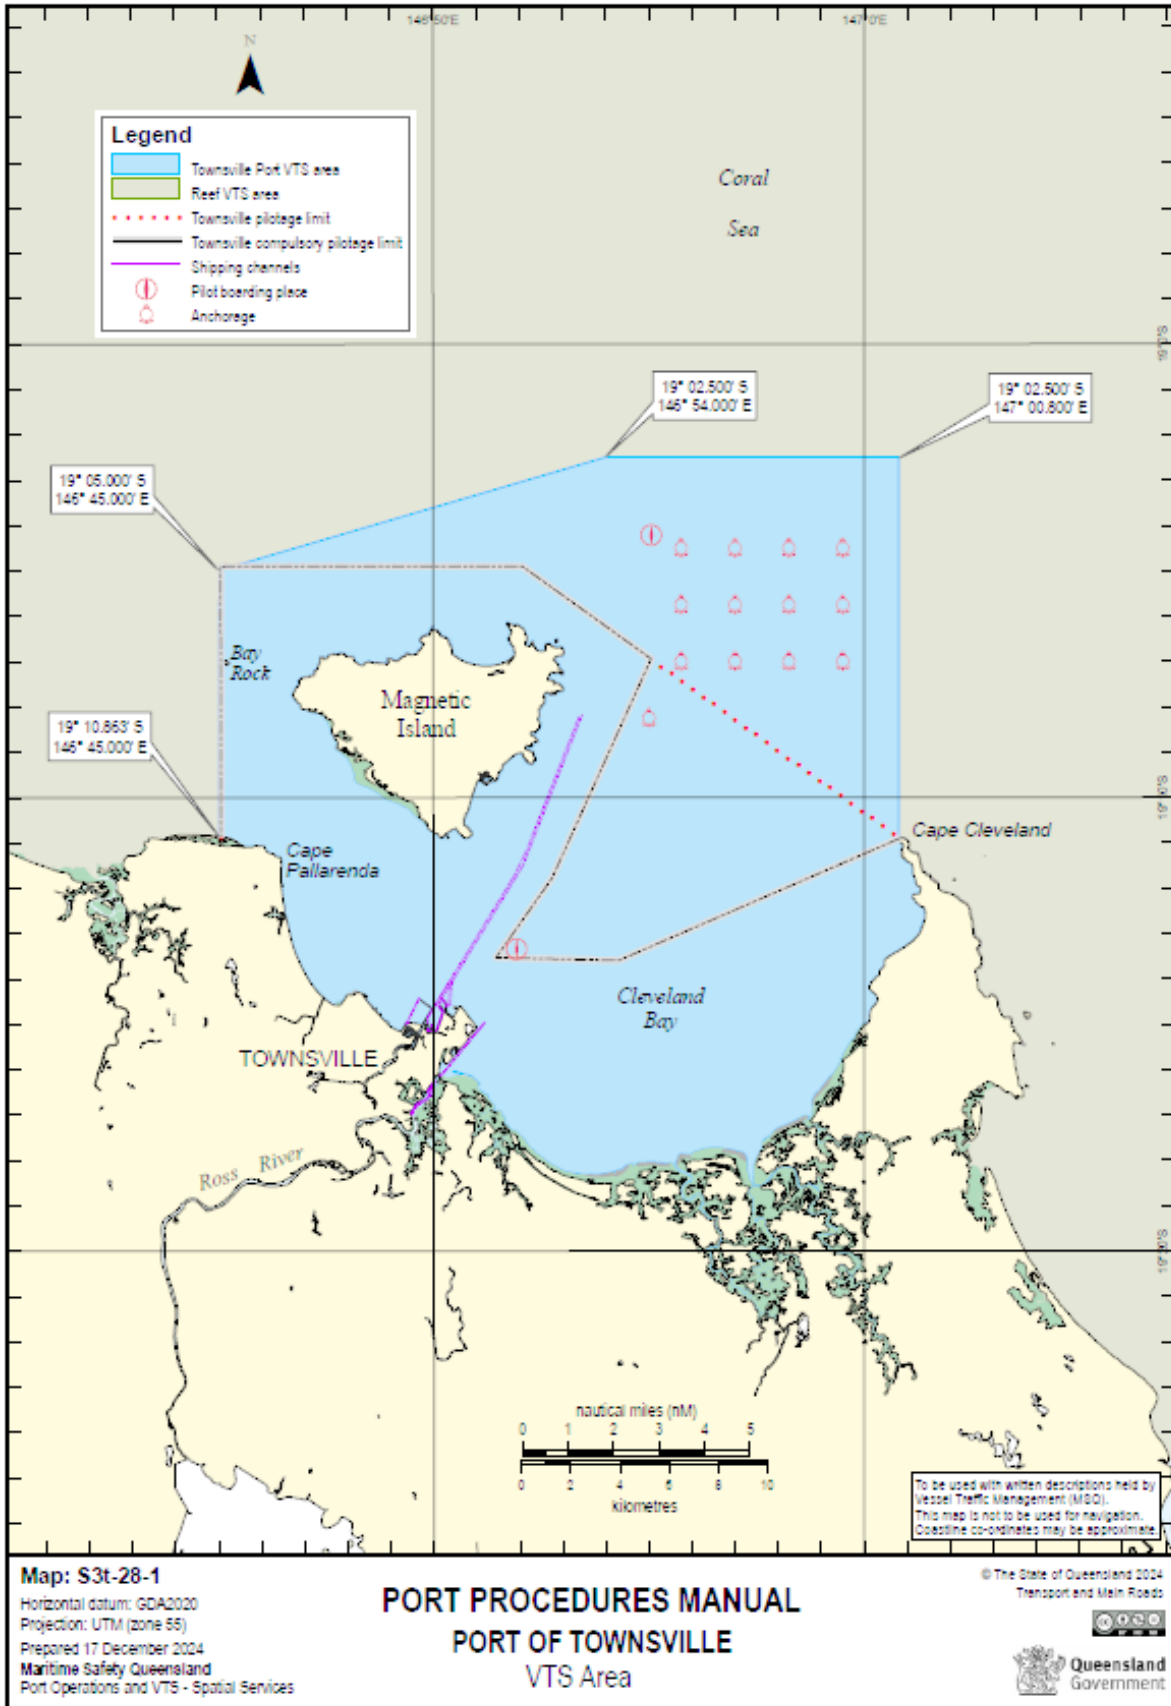 146°50'E
147°0'E
N
Legend
Townsville Port VTS area
Reef VTS area
Townsville pilotage limit
Townsville compulsory pilotage limit
Shipping channels
Pilot boarding place
Anchorage
Coral
Sea
19°0'S
19° 02.500' S
146° 54.000' E
19° 02.500' S
147° 00.800' E
19° 05.000' S
146° 45.000' E
Bay
Rock
Magnetic
Island
19° 10.863' S
146° 45.000' E
Cape Cleveland
Cape
Pallarenda
Cleveland
Bay
TOWNSVILLE
Ross River
nautical miles (nM)
0 1 2 3 4 5
0 2 4 6 8 10
kilometres
To be used with written descriptions held by
Vessel Traffic Management (MSQ).
This map is not to be used for navigation.
Coastline co-ordinates may be approximate.
Map: S3t-28-1
Horizontal datum: GDA2020
Projection: UTM (zone 55)
Prepared 17 December 2024
Maritime Safety Queensland
Port Operations and VTS - Spatial Services
PORT PROCEDURES MANUAL
PORT OF TOWNSVILLE
VTS Area
© The State of Queensland 2024
Transport and Main Roads
Queensland
Government